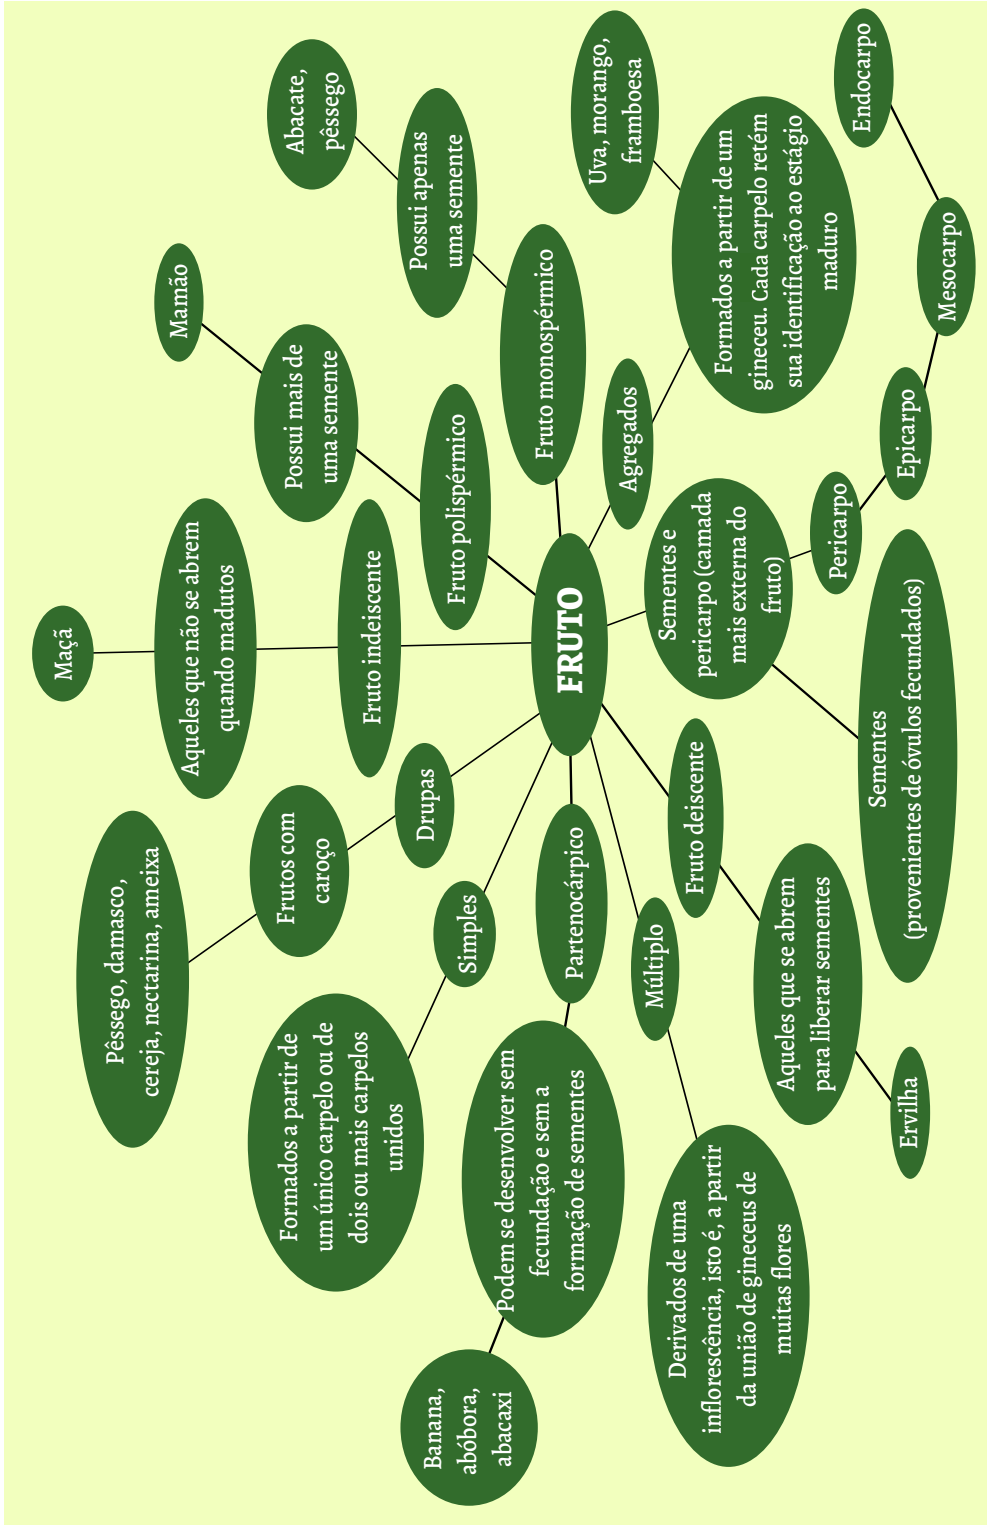 FRUTO
Maçã
Aqueles que não se abrem
quando madutos
Fruto indeiscente
Mamão
Possui mais de
uma semente
Fruto polispérmico
Abacate,
pêssego
Possui apenas
uma semente
Fruto monospérmico
Uva, morango,
framboesa
Formados a partir de um
gineceu. Cada carpelo retém
sua identificação ao estágio
maduro
Agregados
Endocarpo
Mesocarpo
Epicarpo
Pericarpo
Sementes e
pericarpo (camada
mais externa do
fruto)
Sementes
(provenientes de óvulos fecundados)
Fruto deiscente
Aqueles que se abrem
para liberar sementes
Ervilha
Múltiplo
Derivados de uma
inflorescência, isto é, a partir
da união de gineceus de
muitas flores
Partenocárpico
Podem se desenvolver sem
fecundação e sem a
formação de sementes
Banana,
abóbora,
abacaxi
Simples
Formados a partir de
um único carpelo ou de
dois ou mais carpelos
unidos
Drupas
Frutos com
caroço
Pêssego, damasco,
cereja, nectarina, ameixa